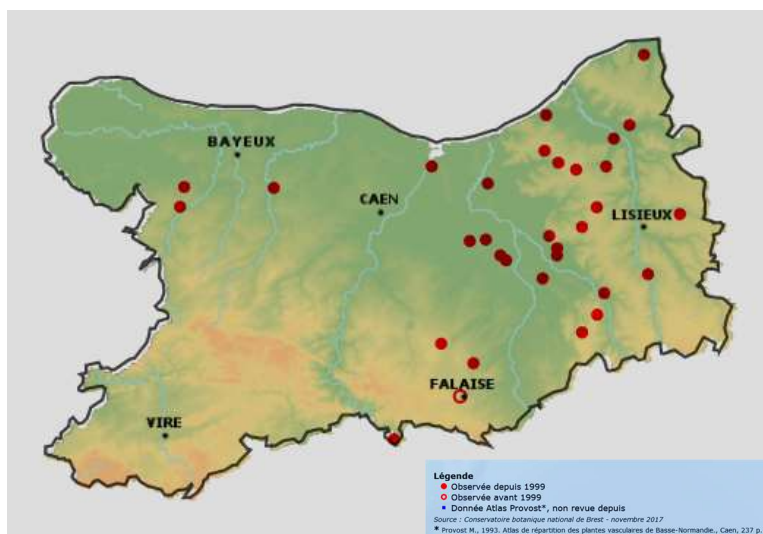 BAYEUX
CAEN
LISIEUX
FALAISE
VIRE
Légende
Observée depuis 1999
Observée avant 1999
Donnée Atlas Provost*, non revue depuis
Source : Conservatoire botanique national de Brest - novembre 2017
* Provost M., 1993. Atlas de répartition des plantes vasculaires de Basse-Normandie., Caen, 237 p.